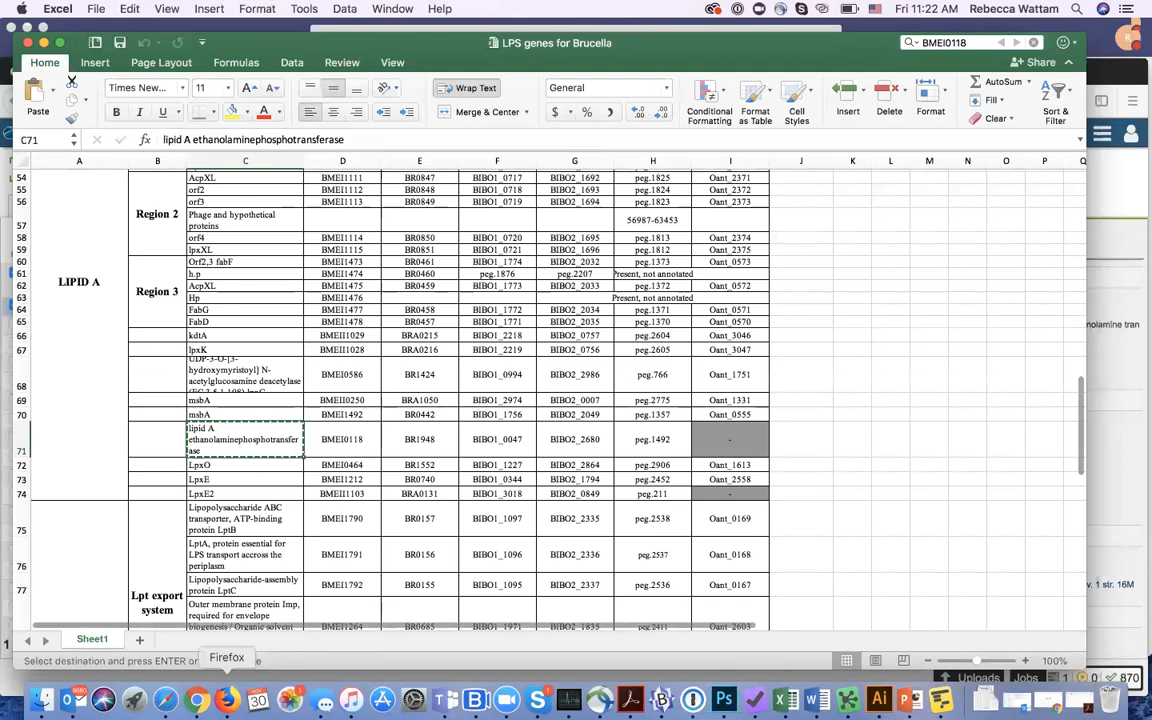 Excel File Edit View Insert Format Tools Data Window Help Fri 11:22 AM Rebecca Wattam
LPS genes for Brucella BMEI0118
Home Insert Page Layout Formulas Data Review View Share
Paste Times New... 11 Wrap Text General Conditional Formatting Format as Table Cell Styles Insert Delete Format AutoSum Sort & Filter
B I U A Merge & Center $ % Fill Clear
C71 fx lipid A ethanolaminephosphotransferase
A B C D E F G H I J K L M N O P Q
54 AcpXL BMEI1111 BR0847 BIBO1_0717 BIBO2_1692 peg.1825 Oant_2371
55 orf2 BMEI1112 BR0848 BIBO1_0718 BIBO2_1693 peg.1824 Oant_2372
56 orf3 BMEI1113 BR0849 BIBO1_0719 BIBO2_1694 peg.1823 Oant_2373
Region 2
57 Phage and hypothetical proteins 56987-63453
58 orf4 BMEI1114 BR0850 BIBO1_0720 BIBO2_1695 peg.1813 Oant_2374
59 lpxXL BMEI1115 BR0851 BIBO1_0721 BIBO2_1696 peg.1812 Oant_2375
60 Orf2,3 fabF BMEI1473 BR0461 BIBO1_1774 BIBO2_2032 peg.1373 Oant_0573
61 h.p BMEI1474 BR0460 peg.1876 peg.2207 Present, not annotated
LIPID A
62 AcpXL BMEI1475 BR0459 BIBO1_1773 BIBO2_2033 peg.1372 Oant_0572
Region 3
63 Hp BMEI1476 Present, not annotated
64 FabG BMEI1477 BR0458 BIBO1_1772 BIBO2_2034 peg.1371 Oant_0571
65 FabD BMEI1478 BR0457 BIBO1_1771 BIBO2_2035 peg.1370 Oant_0570
66 kdtA BMEII1029 BRA0215 BIBO1_2218 BIBO2_0757 peg.2604 Oant_3046
67 lpxK BMEII1028 BRA0216 BIBO1_2219 BIBO2_0756 peg.2605 Oant_3047
68 UDP-3-O-[3-hydroxymyristoyl] N-acetylglucosamine deacetylase BMEI0586 BR1424 BIBO1_0994 BIBO2_2986 peg.766 Oant_1751
69 msbA BMEII0250 BRA1050 BIBO1_2974 BIBO2_0007 peg.2775 Oant_1331
70 msbA BMEI1492 BR0442 BIBO1_1756 BIBO2_2049 peg.1357 Oant_0555
71 lipid A ethanolaminephosphotransferase BMEI0118 BR1948 BIBO1_0047 BIBO2_2680 peg.1492 -
72 LpxO BMEI0464 BR1552 BIBO1_1227 BIBO2_2864 peg.2906 Oant_1613
73 LpxE BMEI1212 BR0740 BIBO1_0344 BIBO2_1794 peg.2452 Oant_2558
74 LpxE2 BMEII1103 BRA0131 BIBO1_3018 BIBO2_0849 peg.211 -
75 Lipopolysaccharide ABC transporter, ATP-binding protein LptB BMEI1790 BR0157 BIBO1_1097 BIBO2_2335 peg.2538 Oant_0169
76 LptA, protein essential for LPS transport accross the periplasm BMEI1791 BR0156 BIBO1_1096 BIBO2_2336 peg.2537 Oant_0168
77 Lipopolysaccharide-assembly protein LptC BMEI1792 BR0155 BIBO1_1095 BIBO2_2337 peg.2536 Oant_0167
Lpt export system
Outer membrane protein Imp, required for envelope biogenesis / Organic solvent BMEI1264 BR0685 BIBO1_1971 BIBO2_1835 peg.2411 Oant_2603
nolamine tran
v. 1 str. 16M
Sheet1
Select destination and press ENTER or
Firefox
100%
Uploads Jobs 1 0 870
30